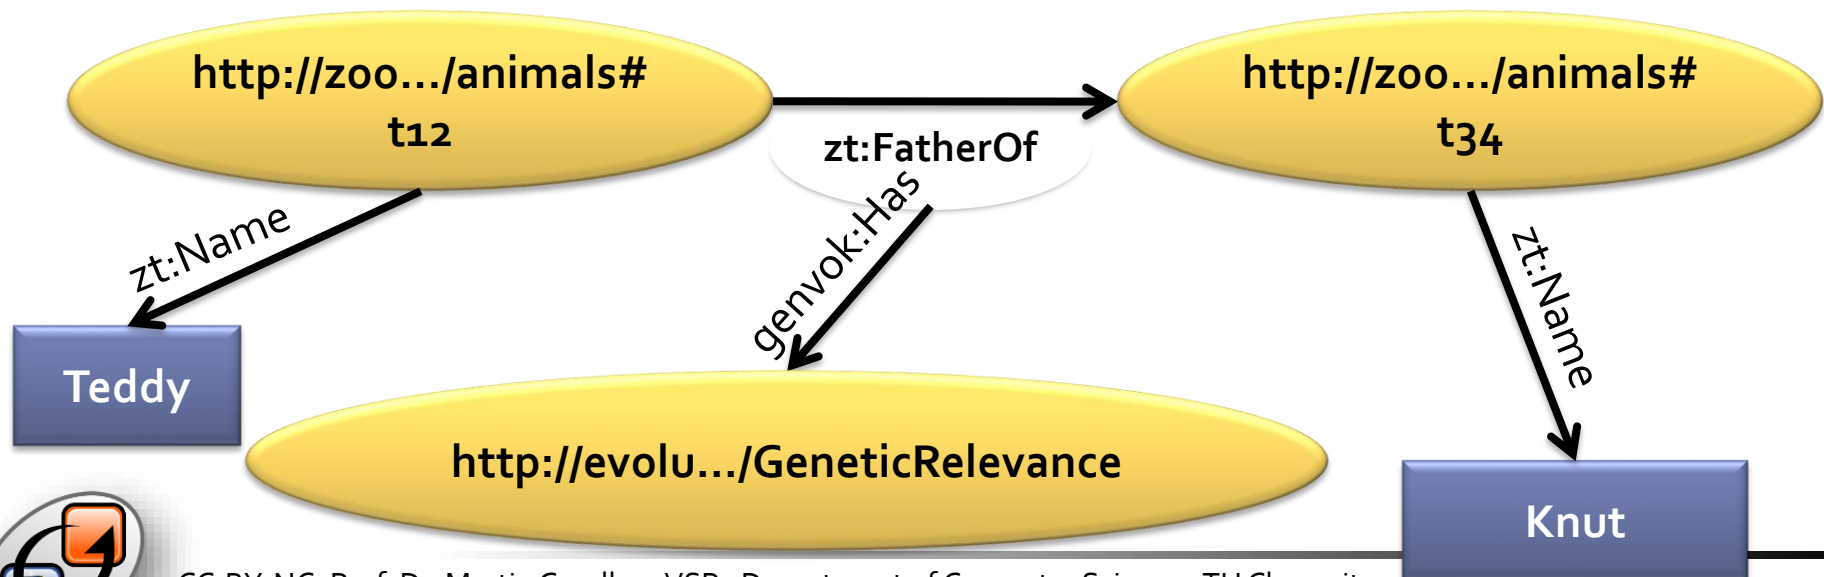 http://zoo.../animals#
t12
http://zoo.../animals#
t34
zt:FatherOf
zt:Name
genvok:Has
zt:Name
Teddy
http://evolu.../GeneticRelevance
Knut